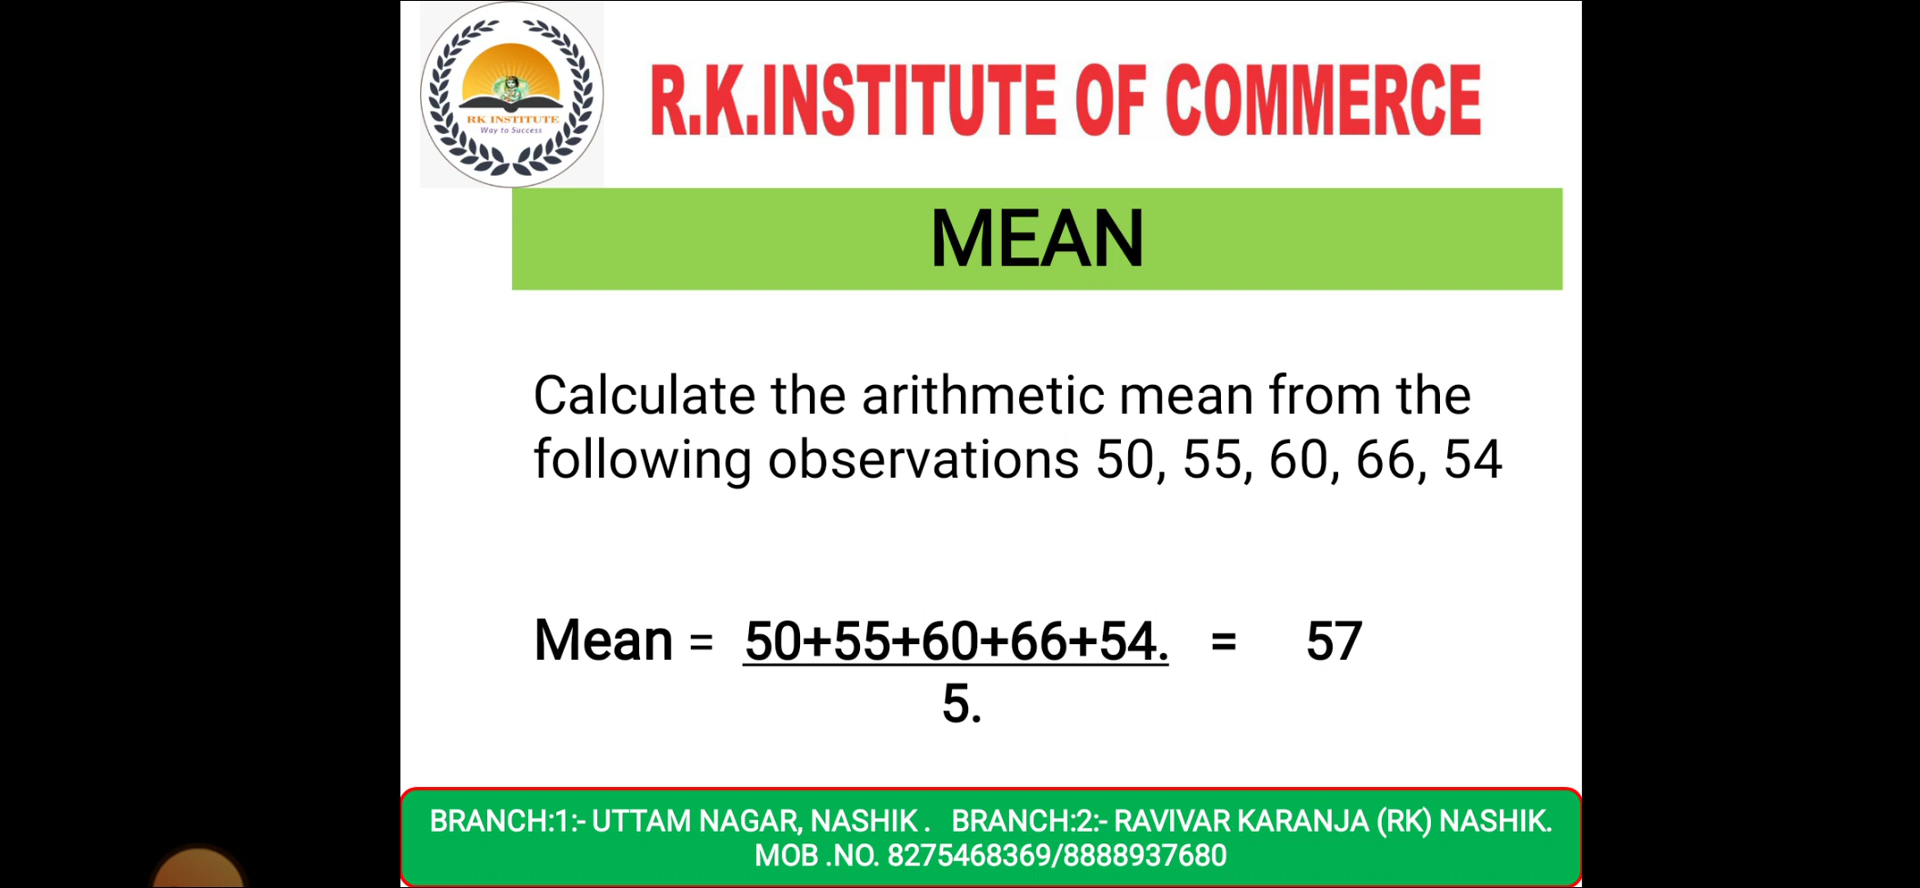 RK INSTITUTE
Way to Success
R.K.INSTITUTE OF COMMERCE
MEAN
Calculate the arithmetic mean from the
following observations 50, 55, 60, 66, 54
Mean = 50+55+60+66+54. = 57
5.
BRANCH:1:- UTTAM NAGAR, NASHIK . BRANCH:2:- RAVIVAR KARANJA (RK) NASHIK.
MOB .NO. 8275468369/8888937680